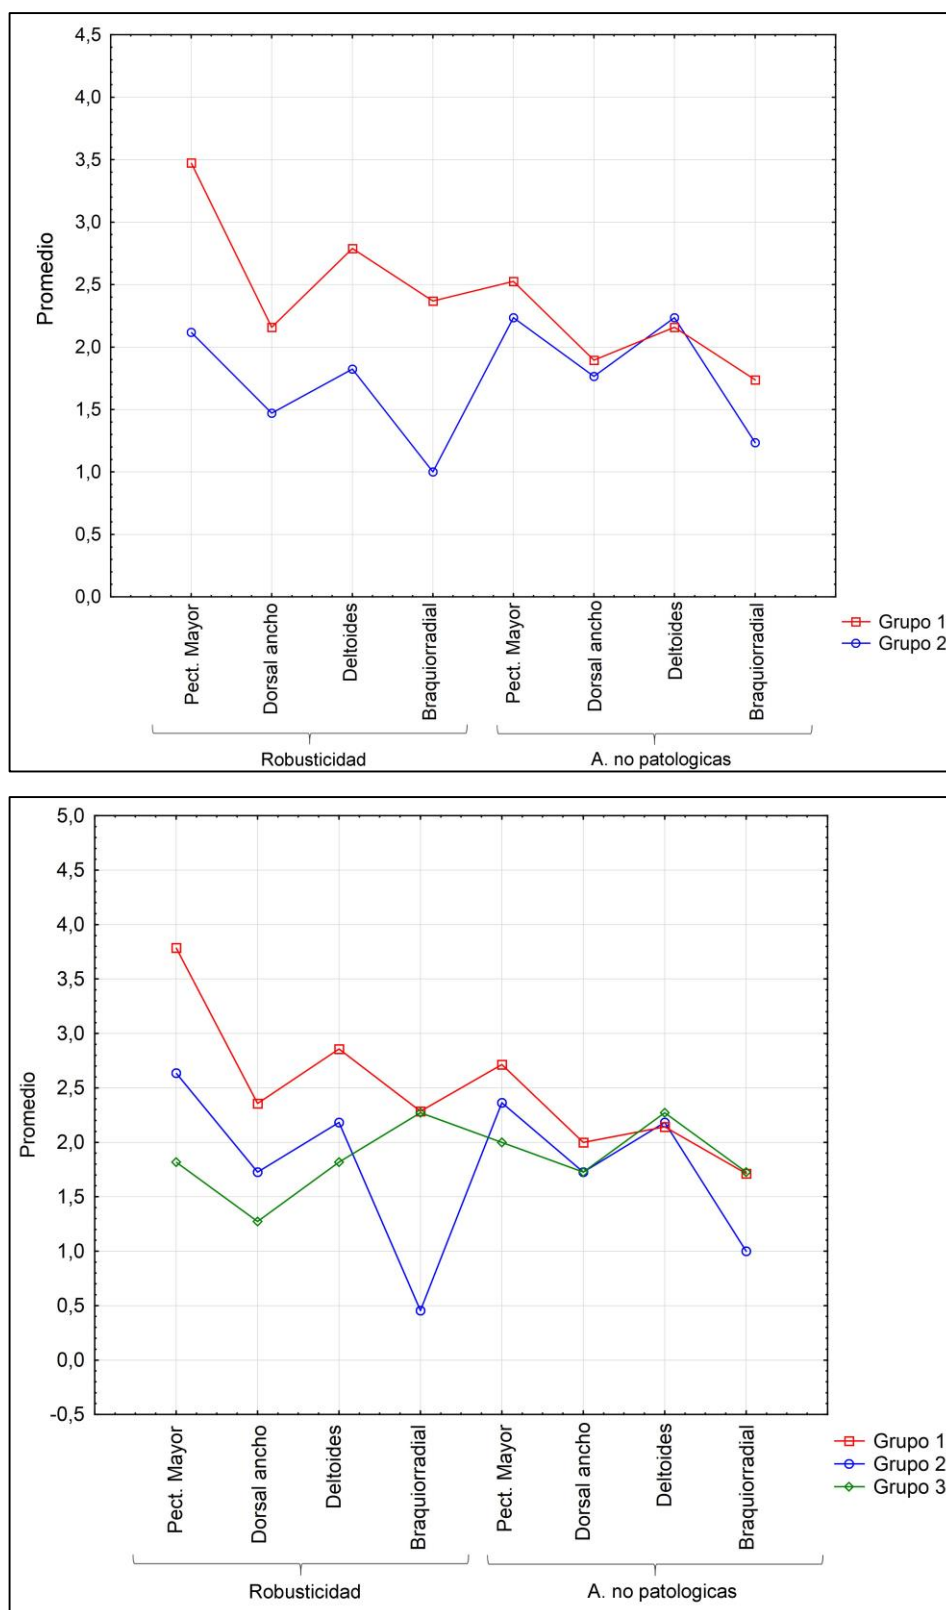 4,5
4,0
3,5
3,0
2,5
2,0
1,5
1,0
0,5
0,0
Promedio
Pect. Mayor
Dorsal ancho
Deltoides
Braquiorradial
Pect. Mayor
Dorsal ancho
Deltoides
Braquiorradial
Grupo 1
Grupo 2
Robusticidad
A. no patologicas
5,0
4,5
4,0
3,5
3,0
2,5
2,0
1,5
1,0
0,5
0,0
-0,5
Promedio
Pect. Mayor
Dorsal ancho
Deltoides
Braquiorradial
Pect. Mayor
Dorsal ancho
Deltoides
Braquiorradial
Grupo 1
Grupo 2
Grupo 3
Robusticidad
A. no patologicas